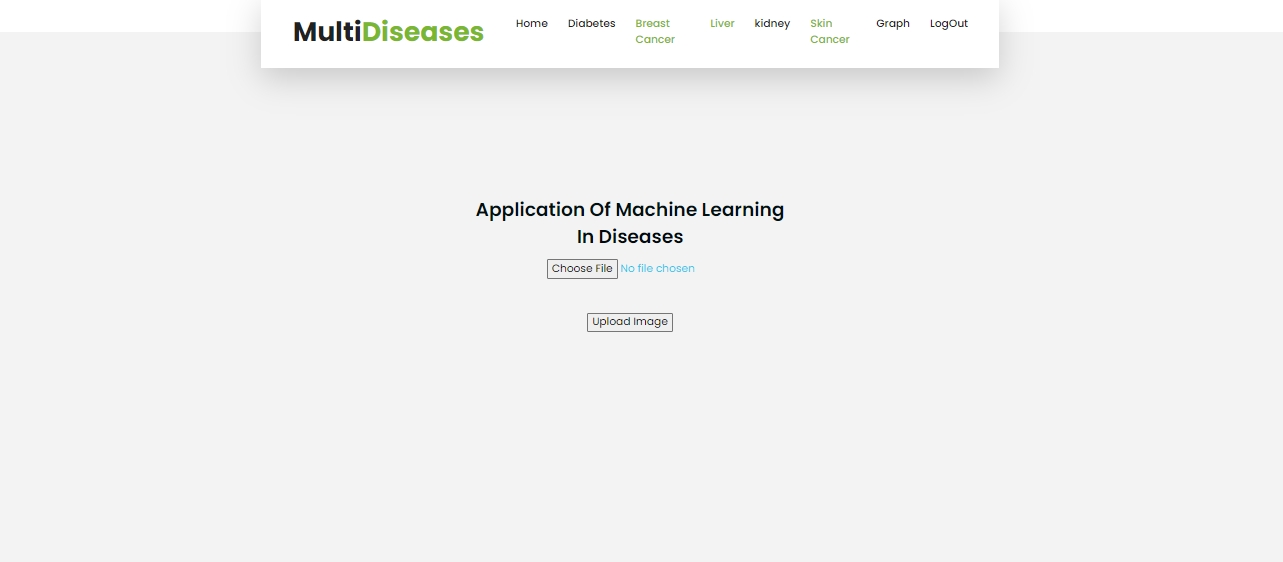 MultiDiseases
Home Diabetes Breast Cancer Liver kidney Skin Cancer Graph LogOut
Application Of Machine Learning
In Diseases
Choose File No file chosen
Upload Image